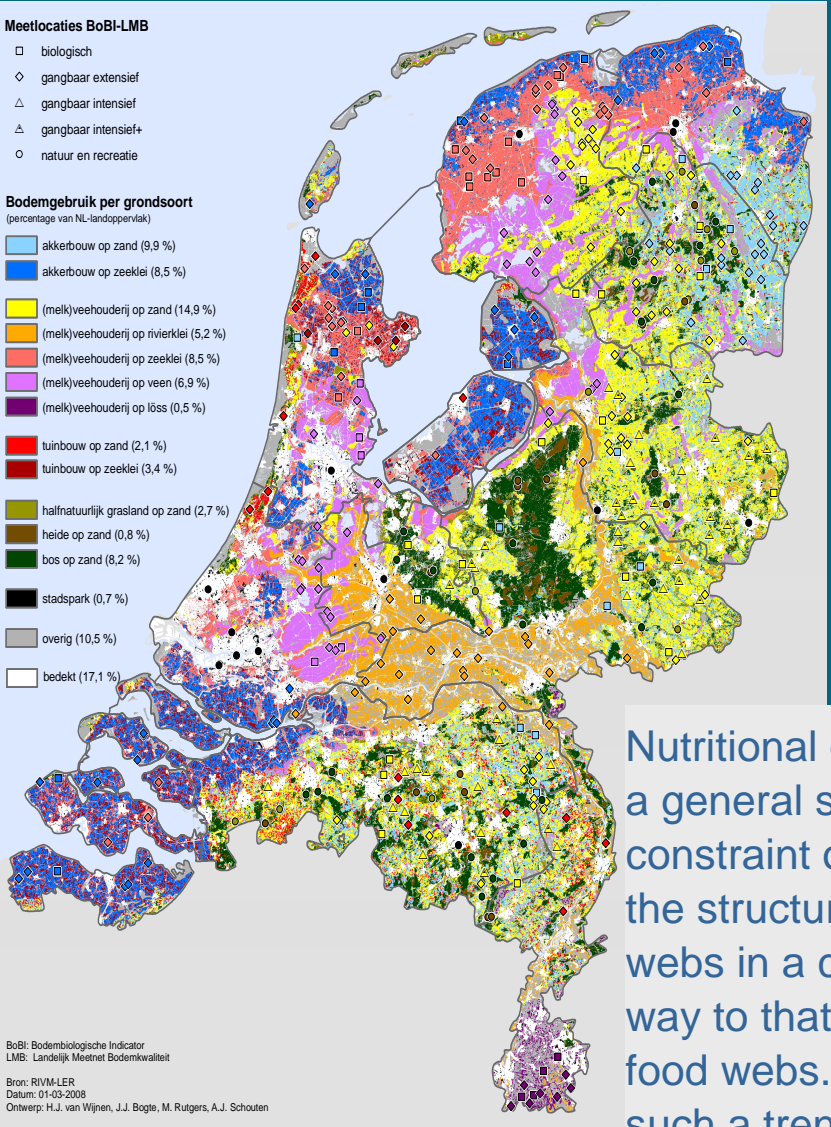 Meetlocaties BoBI-LMB
biologisch
gangbaar extensief
gangbaar intensief
gangbaar intensief+
natuur en recreatie
Bodemgebruik per grondsoort
(percentage van NL-landoppervlak)
akkerbouw op zand (9,9 %)
akkerbouw op zeeklei (8,5 %)
(melk)veehouderij op zand (14,9 %)
(melk)veehouderij op rivierklei (5,2 %)
(melk)veehouderij op zeeklei (8,5 %)
(melk)veehouderij op veen (6,9 %)
(melk)veehouderij op löss (0,5 %)
tuinbouw op zand (2,1 %)
tuinbouw op zeeklei (3,4 %)
halfnatuurlijk grasland op zand (2,7 %)
heide op zand (0,8 %)
bos op zand (8,2 %)
stadspark (0,7 %)
overig (10,5 %)
bedekt (17,1 %)
BoBI: Bodembiologische Indicator
LMB: Landelijk Meetnet Bodemkwaliteit
Bron: RIVM-LER
Datum: 01-03-2008
Ontwerp: H.J. van Wijnen, J.J. Bogte, M. Rutgers, A.J. Schouten
Nutritional
a general s
constraint
the structur
webs in a
way to that
food webs.
such a tren